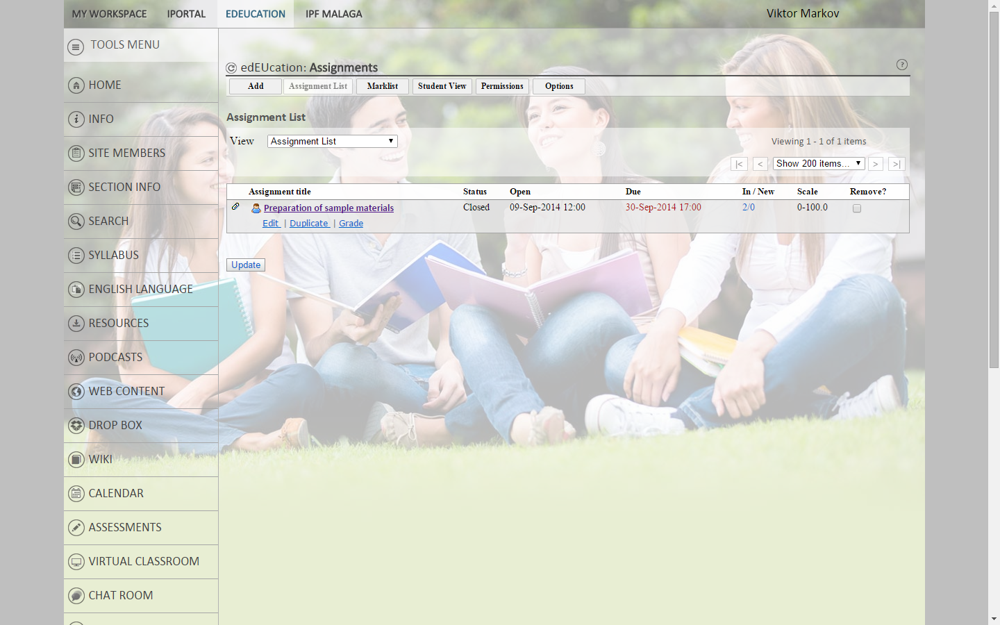 MY WORKSPACE IPORTAL EDEUCATION IPF MALAGA Viktor Markov
TOOLS MENU
HOME
INFO
SITE MEMBERS
SECTION INFO
SEARCH
SYLLABUS
ENGLISH LANGUAGE
RESOURCES
PODCASTS
WEB CONTENT
DROP BOX
WIKI
CALENDAR
ASSESSMENTS
VIRTUAL CLASSROOM
CHAT ROOM
edEUcation: Assignments ?
Add Assignment List Marklist Student View Permissions Options
Assignment List
View Assignment List Viewing 1 - 1 of 1 items
|< < Show 200 items... > >|
Assignment title Status Open Due In / New Scale Remove?
Preparation of sample materials Closed 09-Sep-2014 12:00 30-Sep-2014 17:00 2/0 0-100.0
Edit | Duplicate | Grade
Update